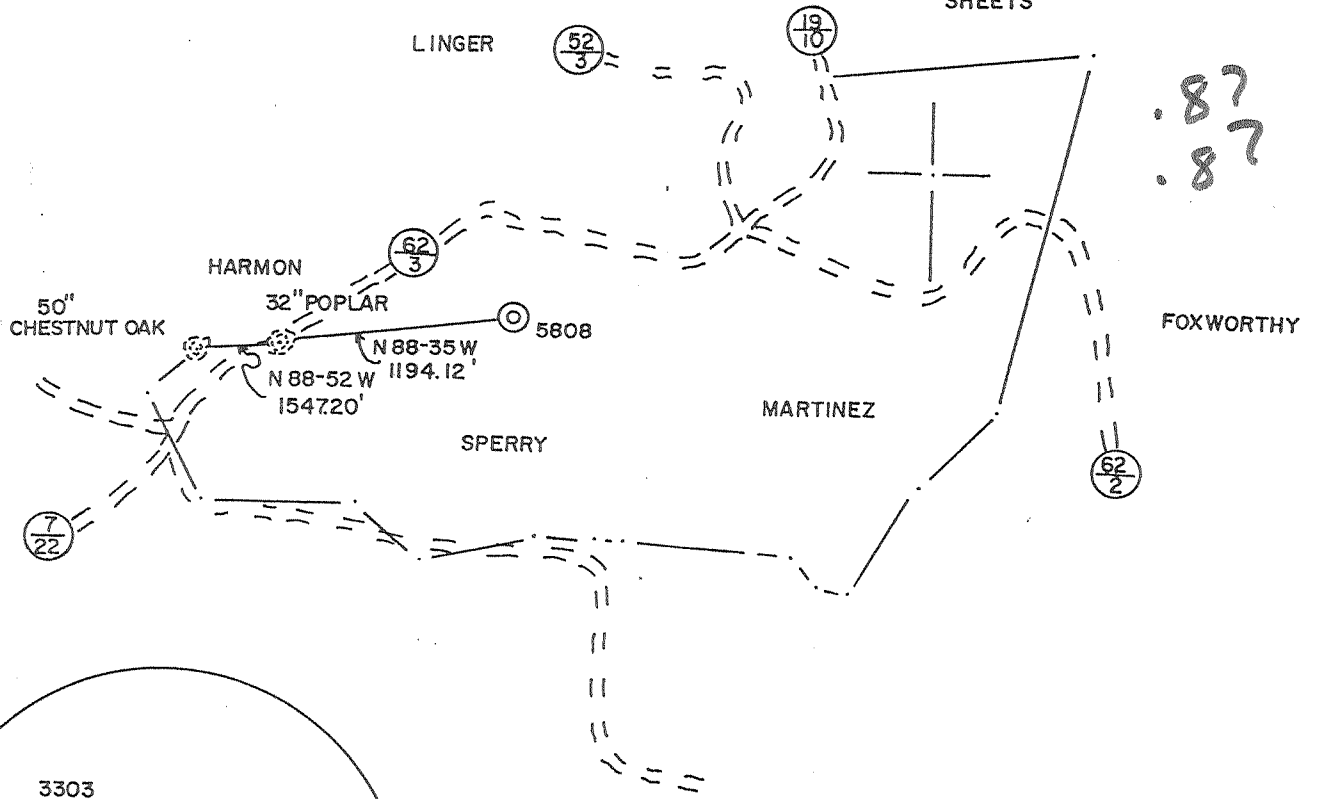 SHEETS
LINGER
52
3
19
10
.87
.87
HARMON
62
3
50"
CHESTNUT OAK
32" POPLAR
5808
N 88-35 W
1194.12'
N 88-52 W
1547.20'
FOXWORTHY
MARTINEZ
SPERRY
62
2
7
22
3303